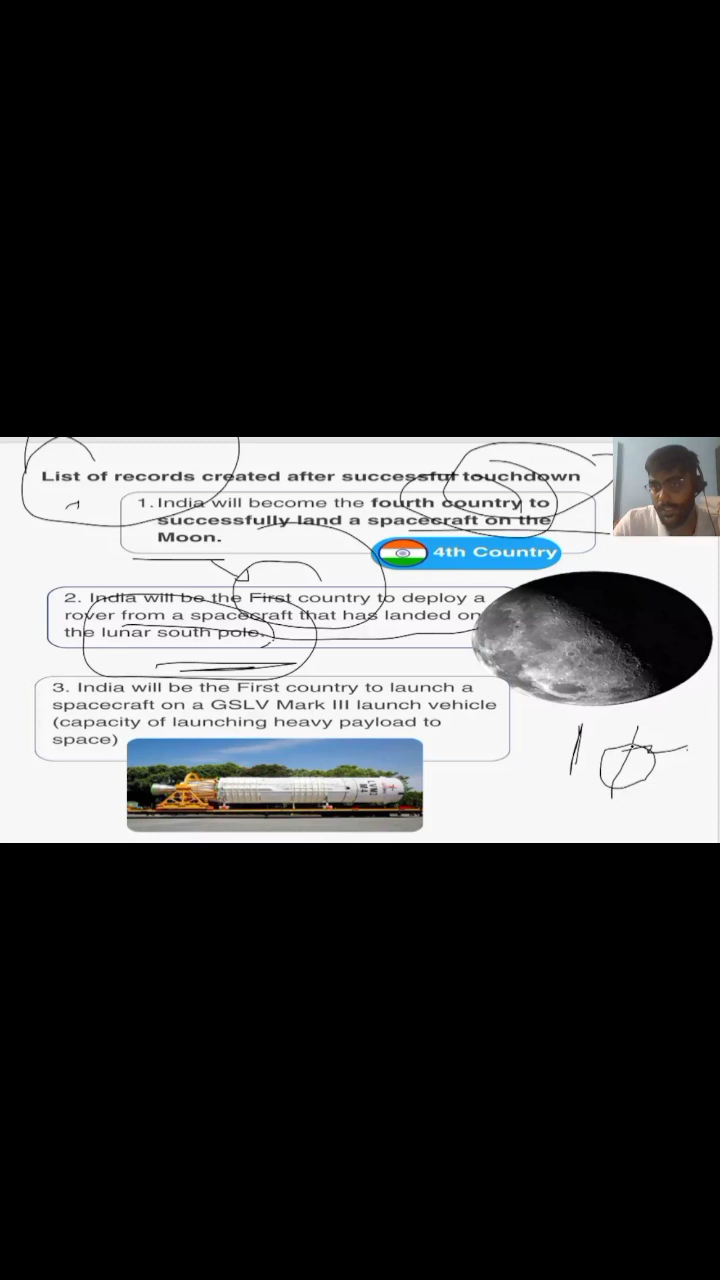 List of records created after successful touchdown
1. India will become the fourth country to
successfully land a spacecraft on the
Moon.
4th Country
2. India will be the First country to deploy a
rover from a spacecraft that has landed on
the lunar south pole.
3. India will be the First country to launch a
spacecraft on a GSLV Mark III launch vehicle
(capacity of launching heavy payload to
space)